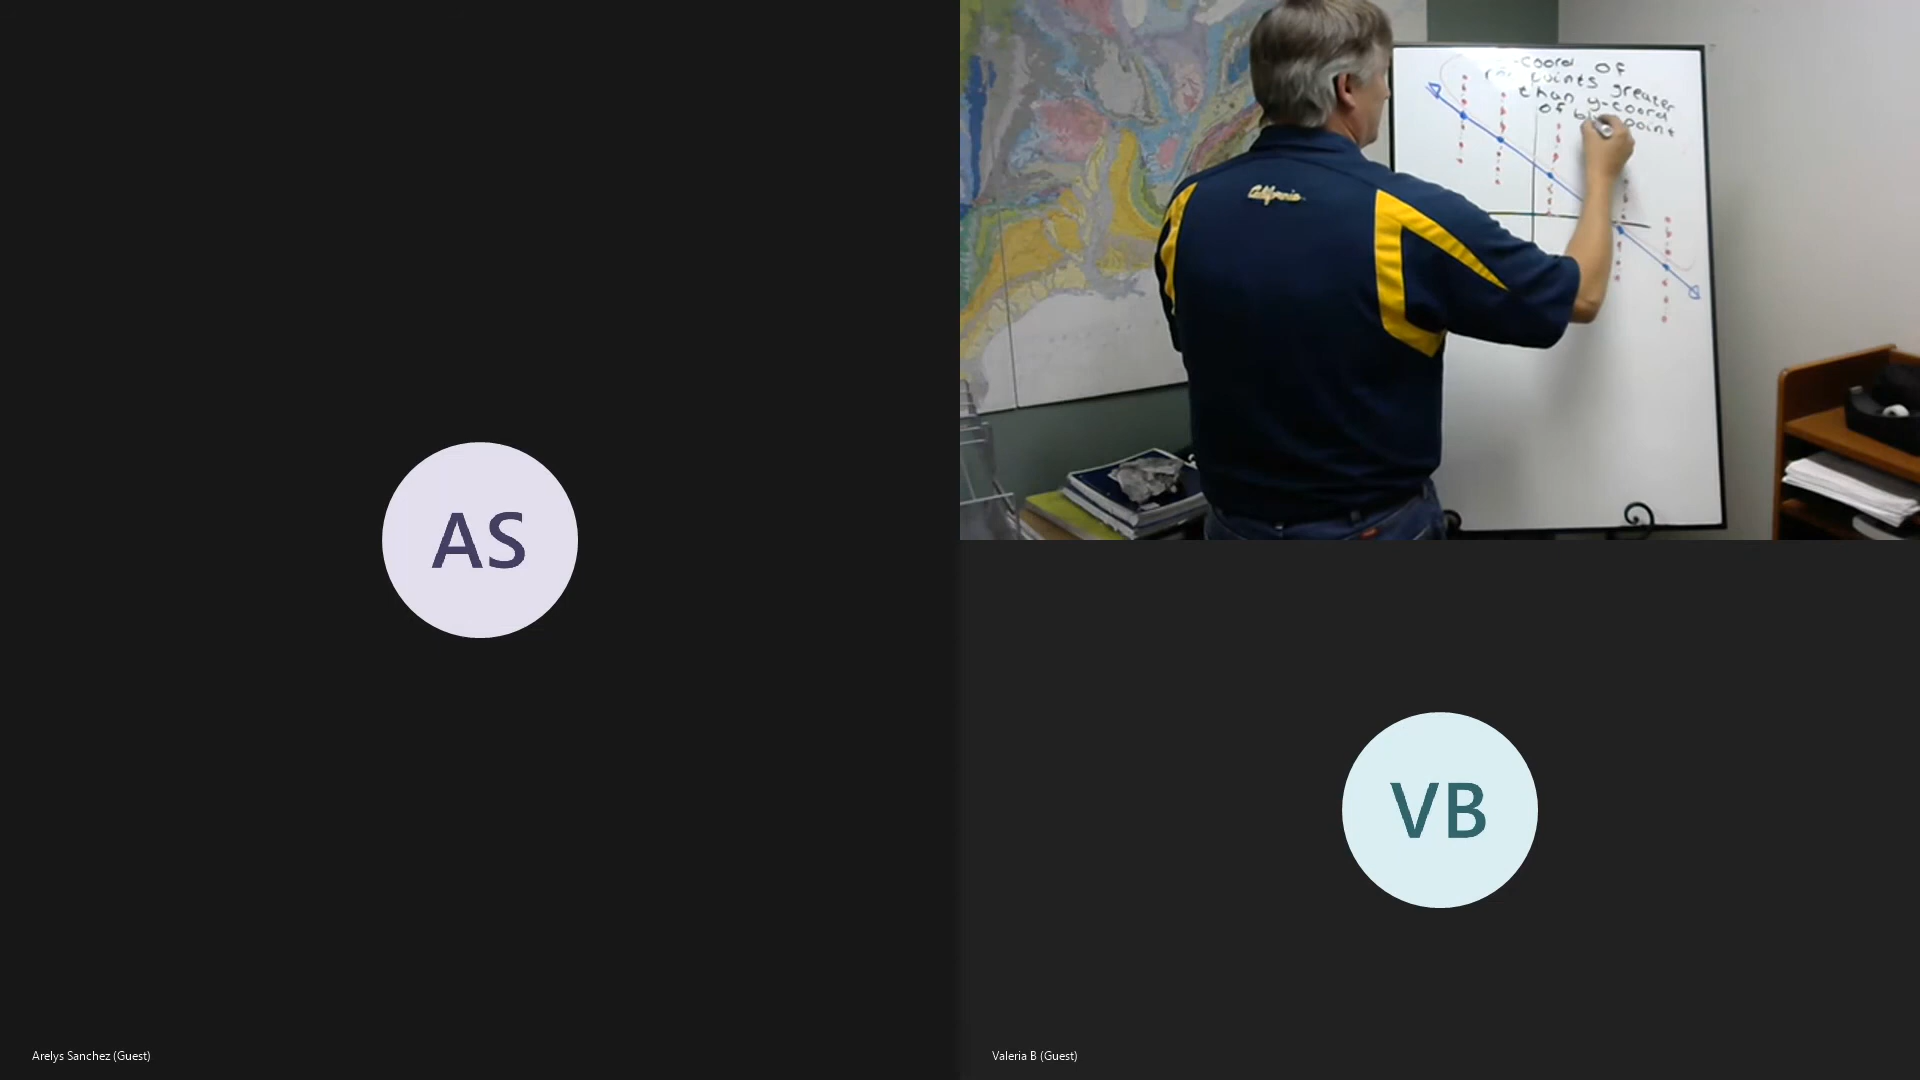 AS
Arelys Sanchez (Guest)
California
-coord of
points greater
than y-coord
of point
VB
Valeria B (Guest)